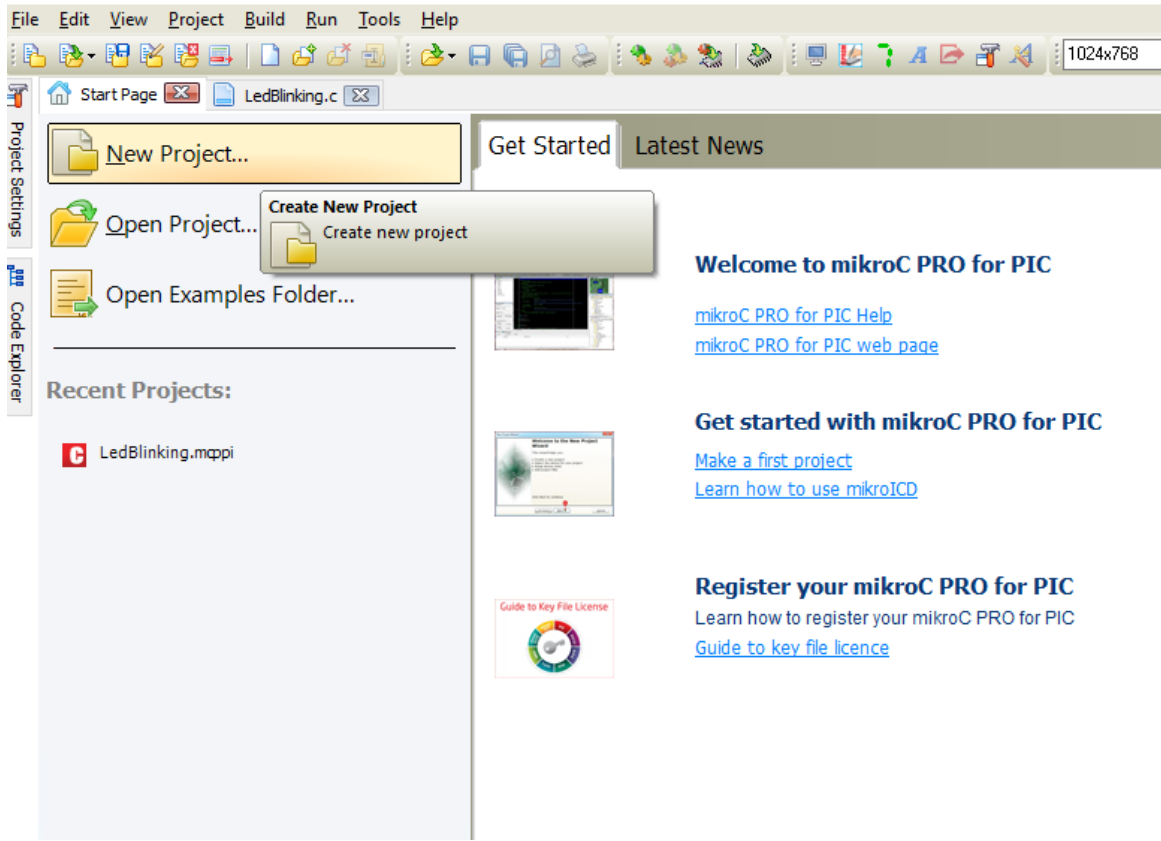 File Edit View Project Build Run Tools Help
1024x768
Start Page LedBlinking.c
Project Settings
Code Explorer
New Project...
Open Project...
Open Examples Folder...
Create New Project
Create new project
Recent Projects:
LedBlinking.mcppi
Get Started Latest News
Welcome to mikroC PRO for PIC
mikroC PRO for PIC Help
mikroC PRO for PIC web page
Get started with mikroC PRO for PIC
Make a first project
Learn how to use mikroICD
Guide to Key File License
Register your mikroC PRO for PIC
Learn how to register your mikroC PRO for PIC
Guide to key file licence